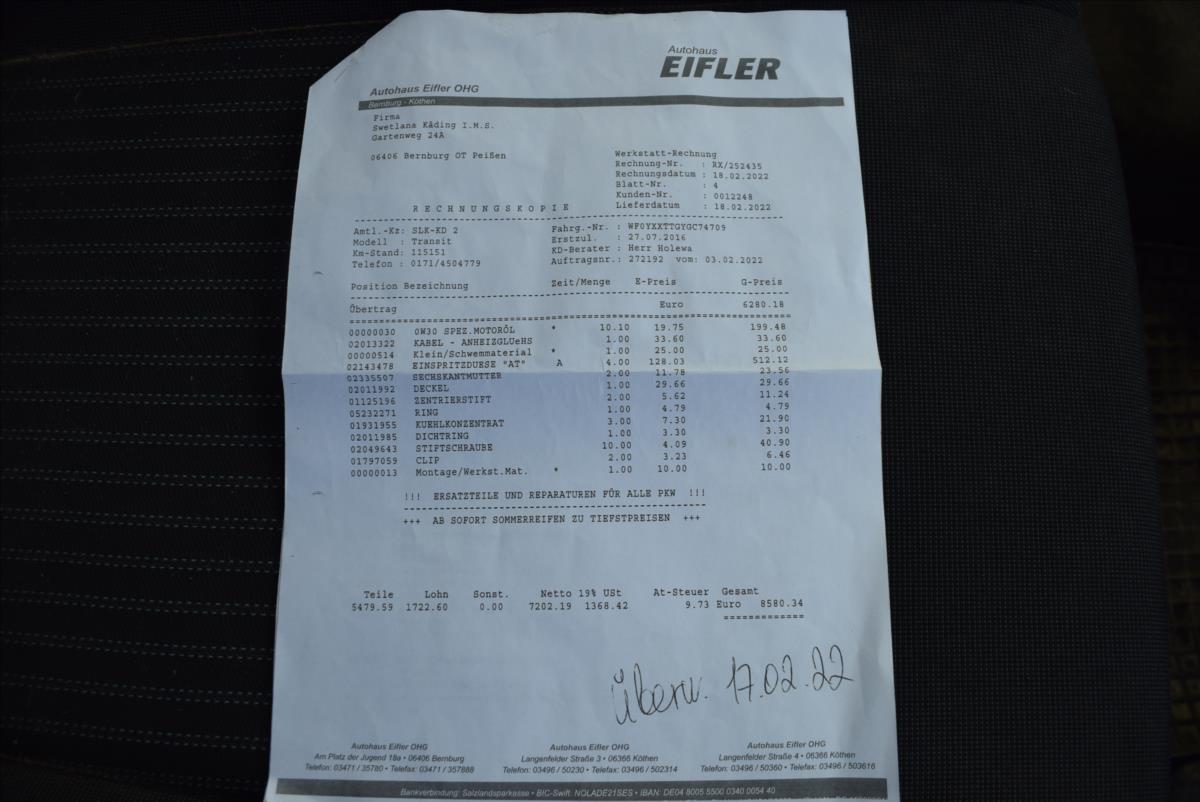 Autohaus
EIFLER
Autohaus Eifler OHG
Bernburg - Köthen
Firma
Swetlana Käding I.M.S.
Gartenweg 24A
06406 Bernburg OT Peißen
Werkstatt-Rechnung
Rechnung-Nr. : RX/252435
Rechnungsdatum : 18.02.2022
Blatt-Nr. : 4
Kunden-Nr. : 0012248
Lieferdatum : 18.02.2022
RECHNUNGSKOPIE
Amtl.-Kz: SLK-KD 2 Fahrg.-Nr. : WF0YXXTTGYGC74709
Modell : Transit Erstzul. : 27.07.2016
Km-Stand: 115151 KD-Berater : Herr Holewa
Telefon : 0171/4504779 Auftragsnr.: 272192 vom: 03.02.2022
Position Bezeichnung Zeit/Menge E-Preis G-Preis
Übertrag Euro 6280.18
00000030 0W30 SPEZ.MOTORÖL * 10.10 19.75 199.48
02013322 KABEL - ANHEIZGLUeHS 1.00 33.60 33.60
00000514 Klein/Schwemmaterial * 1.00 25.00 25.00
02143478 EINSPRITZDUESE "AT" A 4.00 128.03 512.12
02335507 SECHSKANTMUTTER 2.00 11.78 23.56
02011992 DECKEL 1.00 29.66 29.66
01125196 ZENTRIERSTIFT 2.00 5.62 11.24
05232271 RING 1.00 4.79 4.79
01931955 KUEHLKONZENTRAT 3.00 7.30 21.90
02011985 DICHTRING 1.00 3.30 3.30
02049643 STIFTSCHRAUBE 10.00 4.09 40.90
01797059 CLIP 2.00 3.23 6.46
00000013 Montage/Werkst.Mat. * 1.00 10.00 10.00
!!! ERSATZTEILE UND REPARATUREN FÜR ALLE PKW !!!
+++ AB SOFORT SOMMERREIFEN ZU TIEFSTPREISEN +++
Teile Lohn Sonst. Netto 19% USt At-Steuer Gesamt
5479.59 1722.60 0.00 7202.19 1368.42 9.73 Euro 8580.34
Überw. 17.02.22
Autohaus Eifler OHG
Am Platz der Jugend 18a • 06406 Bernburg
Telefon: 03471 / 35780 • Telefax: 03471 / 357888
Autohaus Eifler OHG
Langenfelder Straße 3 • 06366 Köthen
Telefon: 03496 / 50230 • Telefax: 03496 / 502314
Autohaus Eifler OHG
Langenfelder Straße 4 • 06366 Köthen
Telefon: 03496 / 50360 • Telefax: 03496 / 503616
Bankverbindung: Salzlandsparkasse • BIC-Swift: NOLADE21SES • IBAN: DE04 8005 5500 0340 0054 40